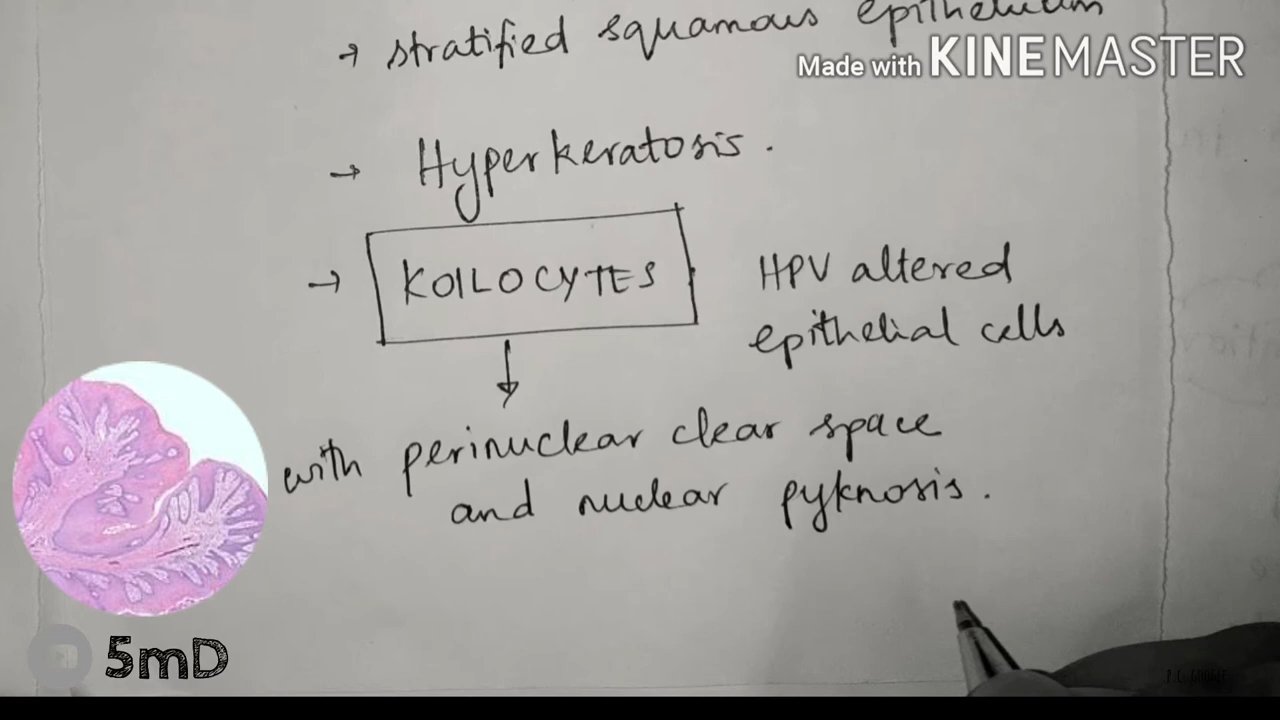 → stratified squamous epithelium
Made with KINEMASTER
→ Hyperkeratosis.
→ KOILOCYTES
HPV altered
epithelial cells
↓
with perinuclear clear space
and nuclear pyknosis.
5mD